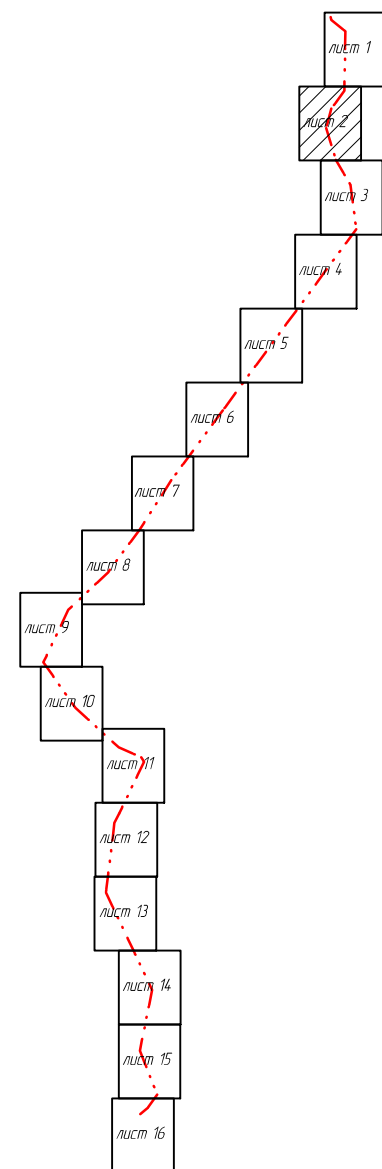 лист 1
лист 2
лист 3
лист 4
лист 5
лист 6
лист 7
лист 8
лист 9
лист 10
лист 11
лист 12
лист 13
лист 14
лист 15
лист 16